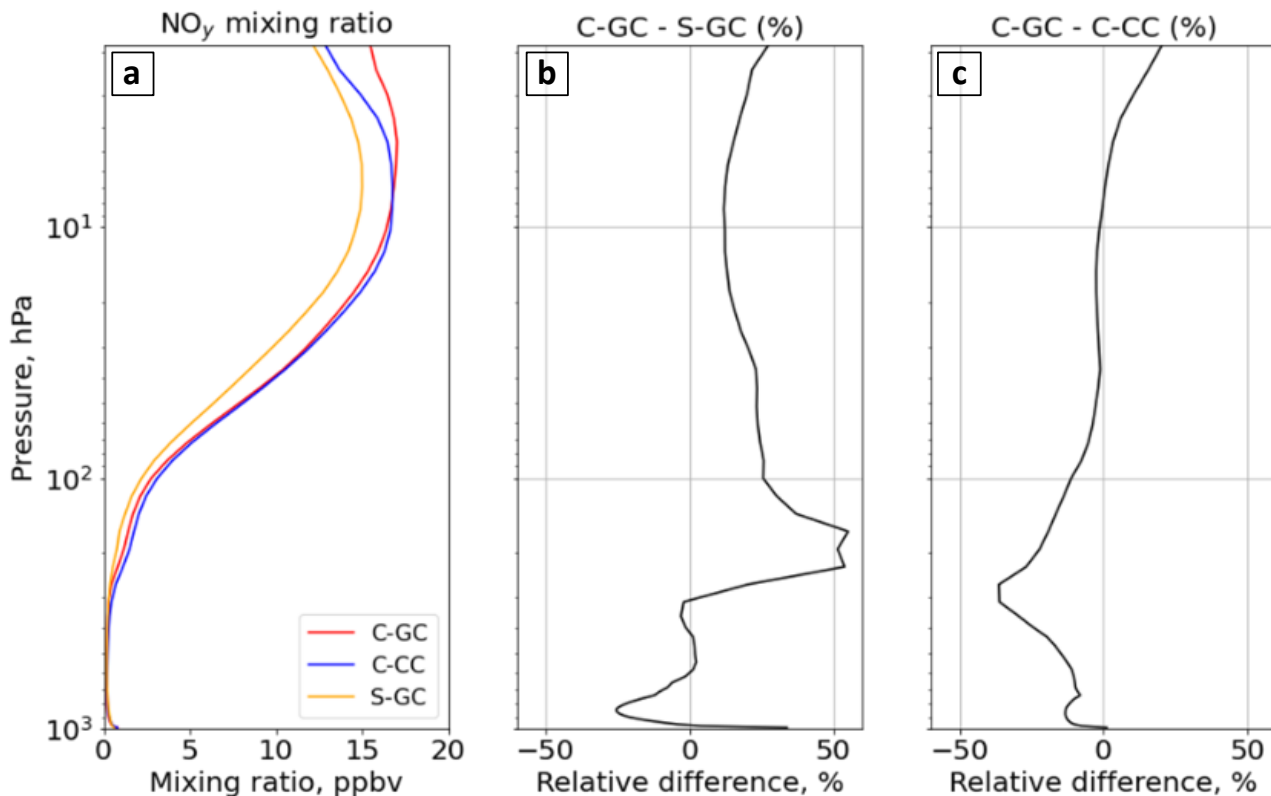 NOy mixing ratio
C-GC - S-GC (%)
C-GC - C-CC (%)
a
b
c
Pressure, hPa
10¹
10²
10³
C-GC
C-CC
S-GC
0 5 10 15 20
−50 0 50
−50 0 50
Mixing ratio, ppbv
Relative difference, %
Relative difference, %